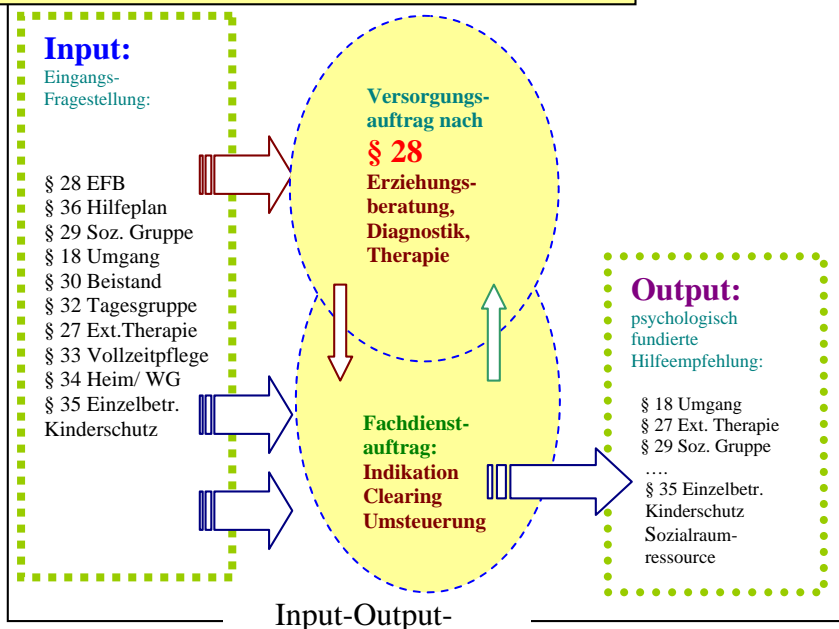 Input:
Eingangs-
Fragestellung:
§ 28 EFB
§ 36 Hilfeplan
§ 29 Soz. Gruppe
§ 18 Umgang
§ 30 Beistand
§ 32 Tagesgruppe
§ 27 Ext.Therapie
§ 33 Vollzeitpflege
§ 34 Heim/ WG
§ 35 Einzelbetr.
Kinderschutz
Versorgungs-
auftrag nach
§ 28
Erziehungs-
beratung,
Diagnostik,
Therapie
Fachdienst-
auftrag:
Indikation
Clearing
Umsteuerung
Output:
psychologisch
fundierte
Hilfeempfehlung:
§ 18 Umgang
§ 27 Ext. Therapie
§ 29 Soz. Gruppe
….
§ 35 Einzelbetr.
Kinderschutz
Sozialraum-
ressource
Input-Output-